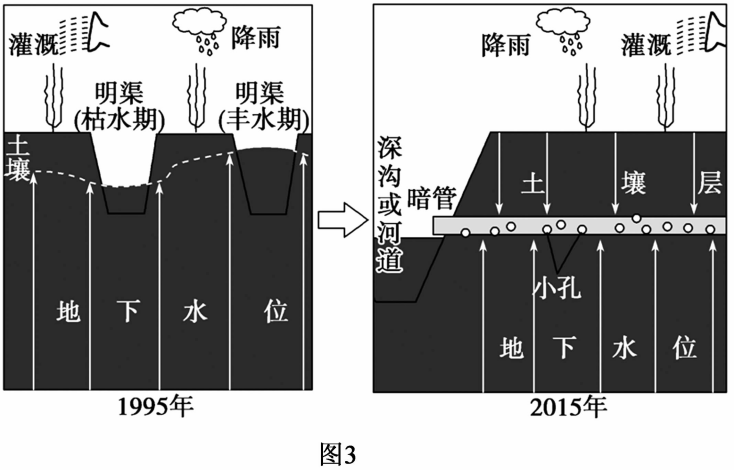 灌溉
降雨
明渠
(枯水期)
明渠
(丰水期)
土壤
地下水位
1995年
降雨
灌溉
深沟或河道
暗管
土壤层
小孔
地下水位
2015年
图3